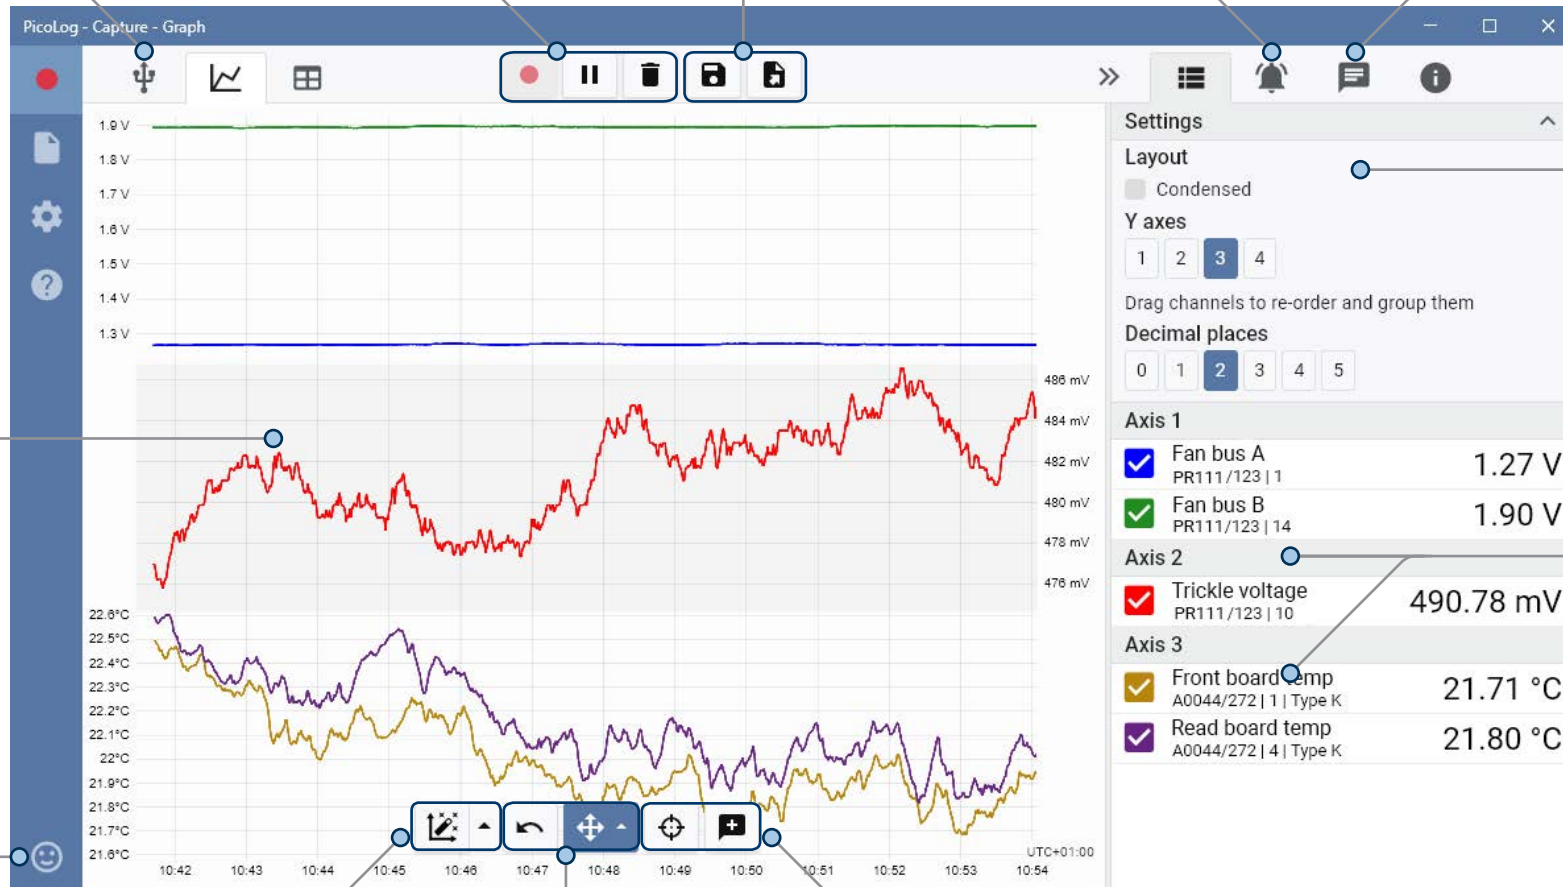 PicoLog - Capture - Graph
1.9 V
1.8 V
1.7 V
1.6 V
1.5 V
1.4 V
1.3 V
486 mV
484 mV
482 mV
480 mV
478 mV
476 mV
22.6°C
22.5°C
22.4°C
22.3°C
22.2°C
22.1°C
22°C
21.9°C
21.8°C
21.7°C
21.6°C
UTC+01:00
10:42 10:43 10:44 10:45 10:46 10:47 10:48 10:49 10:50 10:51 10:52 10:53 10:54
Settings
Layout
Condensed
Y axes
1 2 3 4
Drag channels to re-order and group them
Decimal places
0 1 2 3 4 5
Axis 1
Fan bus A
PR111/123 | 1
1.27 V
Fan bus B
PR111/123 | 14
1.90 V
Axis 2
Trickle voltage
PR111/123 | 10
490.78 mV
Axis 3
Front board temp
A0044/272 | 1 | Type K
21.71 °C
Read board temp
A0044/272 | 4 | Type K
21.80 °C